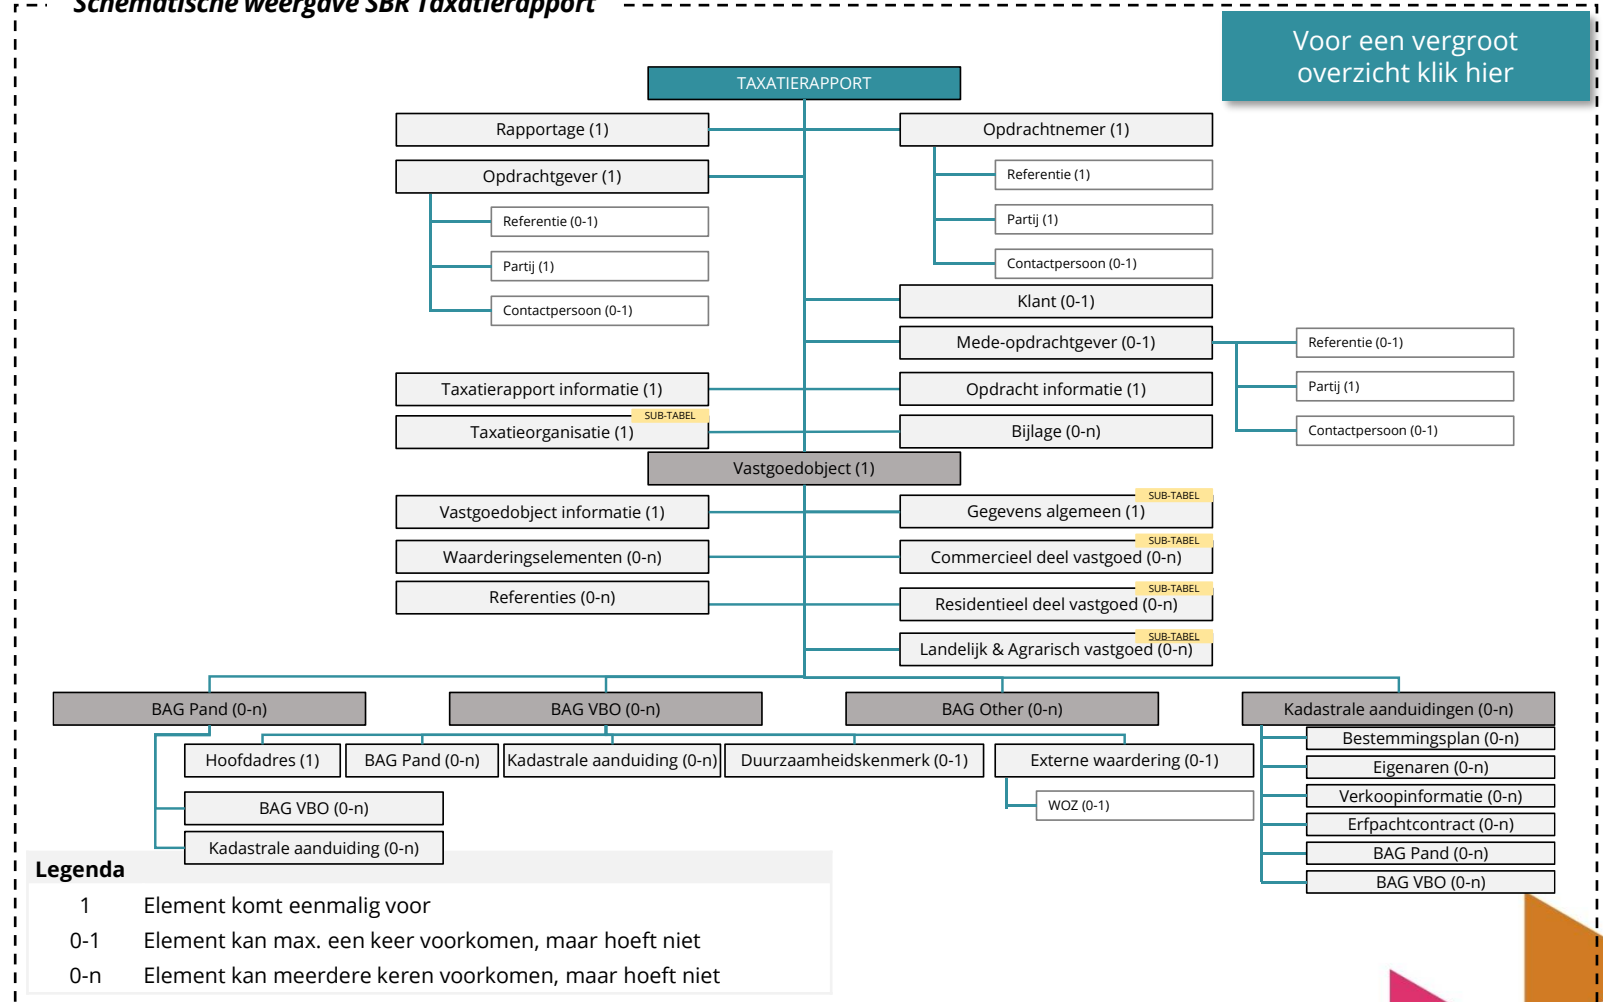 Schematische weergave SBR Taxatierapport
Voor een vergroot
overzicht klik hier
TAXATIERAPPORT
Rapportage (1)
Opdrachtnemer (1)
Opdrachtgever (1)
Referentie (1)
Referentie (0-1)
Partij (1)
Partij (1)
Contactpersoon (0-1)
Contactpersoon (0-1)
Klant (0-1)
Mede-opdrachtgever (0-1)
Referentie (0-1)
Partij (1)
Contactpersoon (0-1)
Taxatierapport informatie (1)
Opdracht informatie (1)
SUB-TABEL
Taxatieorganisatie (1)
Bijlage (0-n)
Vastgoedobject (1)
SUB-TABEL
Vastgoedobject informatie (1)
Gegevens algemeen (1)
SUB-TABEL
Waarderingselementen (0-n)
Commercieel deel vastgoed (0-n)
SUB-TABEL
Referenties (0-n)
Residentieel deel vastgoed (0-n)
SUB-TABEL
Landelijk & Agrarisch vastgoed (0-n)
BAG Pand (0-n)
BAG VBO (0-n)
BAG Other (0-n)
Kadastrale aanduidingen (0-n)
Hoofdadres (1)
BAG Pand (0-n)
Kadastrale aanduiding (0-n)
Duurzaamheidskenmerk (0-1)
Externe waardering (0-1)
WOZ (0-1)
BAG VBO (0-n)
Kadastrale aanduiding (0-n)
Bestemmingsplan (0-n)
Eigenaren (0-n)
Verkoopinformatie (0-n)
Erfpachtcontract (0-n)
BAG Pand (0-n)
BAG VBO (0-n)
Legenda
1 Element komt eenmalig voor
0-1 Element kan max. een keer voorkomen, maar hoeft niet
0-n Element kan meerdere keren voorkomen, maar hoeft niet